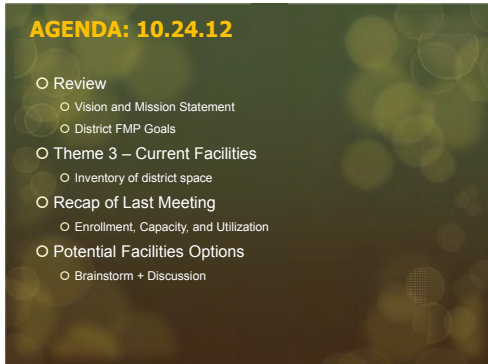 AGENDA: 10.24.12
Review
Vision and Mission Statement
District FMP Goals
Theme 3 – Current Facilities
Inventory of district space
Recap of Last Meeting
Enrollment, Capacity, and Utilization
Potential Facilities Options
Brainstorm + Discussion